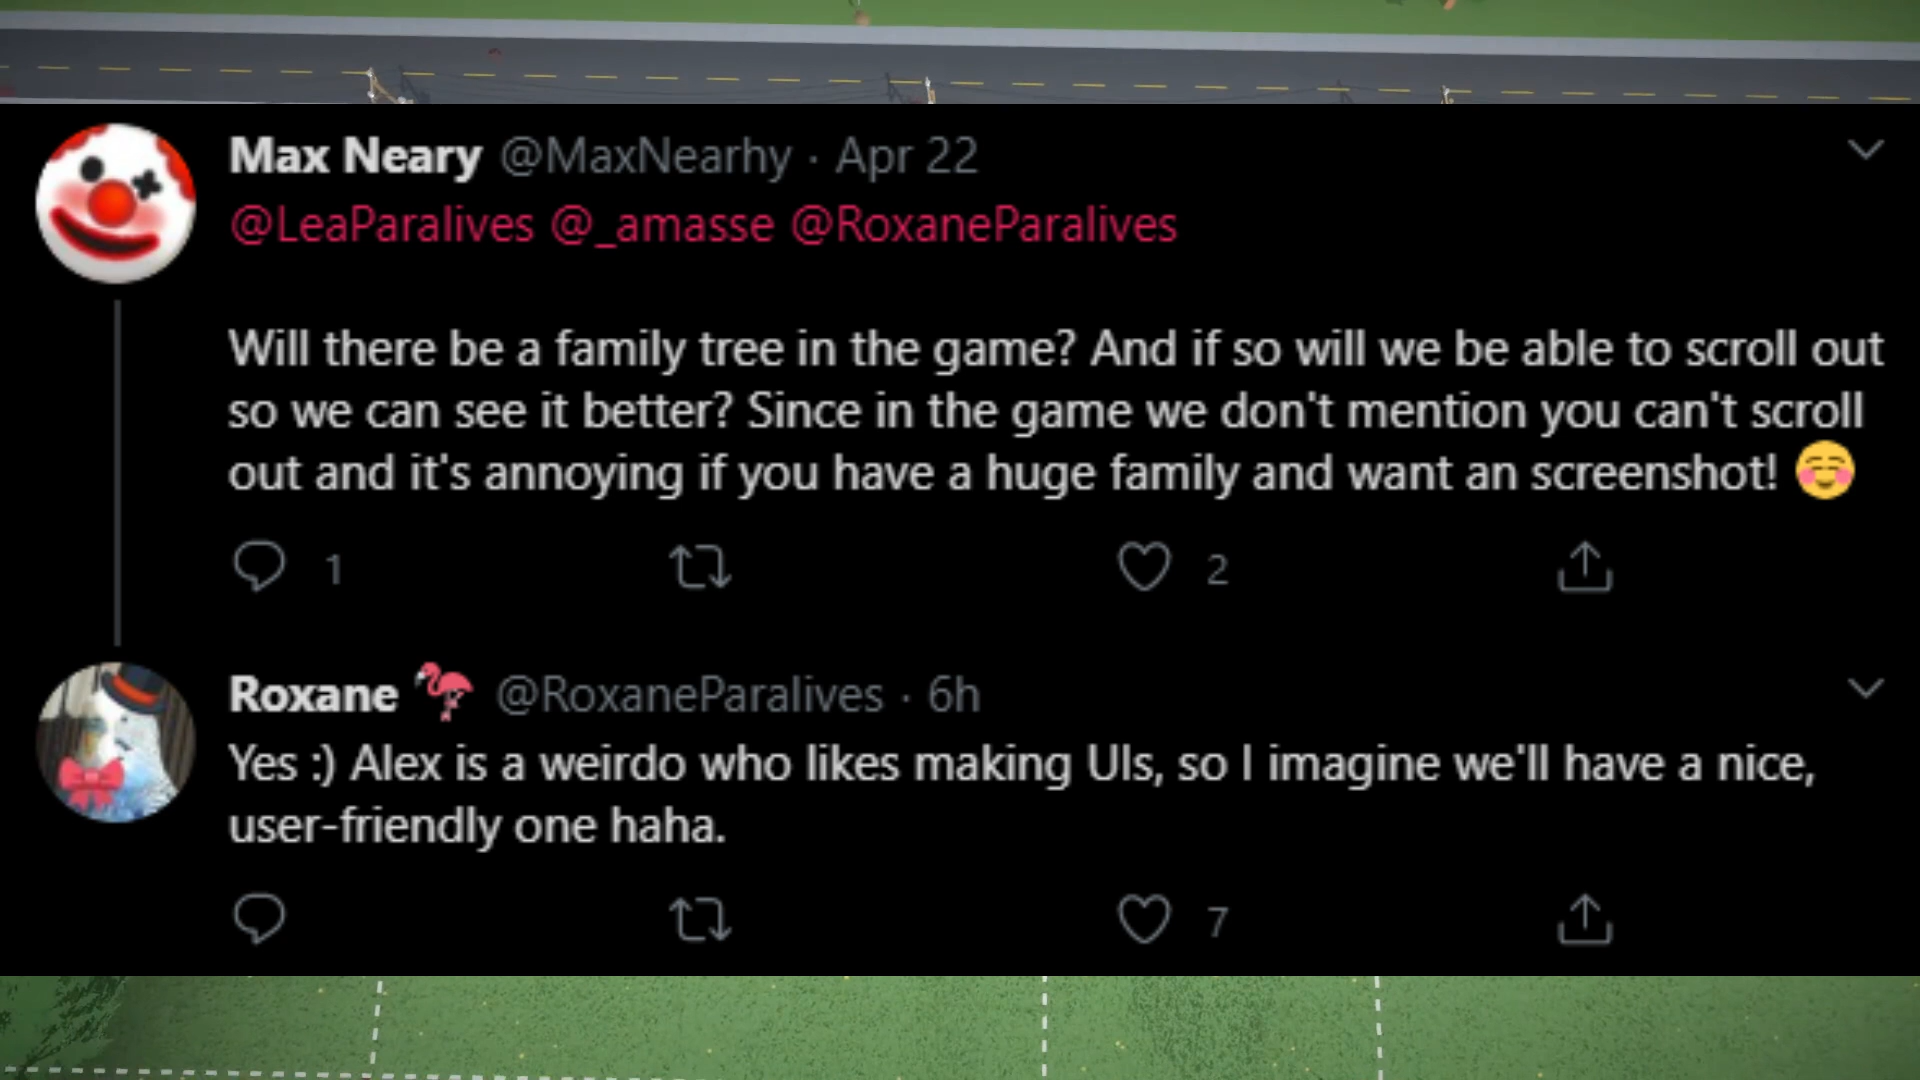 Max Neary @MaxNearhy · Apr 22
@LeaParalives @_amasse @RoxaneParalives
Will there be a family tree in the game? And if so will we be able to scroll out
so we can see it better? Since in the game we don't mention you can't scroll
out and it's annoying if you have a huge family and want an screenshot! ☺️
1 2
Roxane 🦩 @RoxaneParalives · 6h
Yes :) Alex is a weirdo who likes making UIs, so I imagine we'll have a nice,
user-friendly one haha.
7